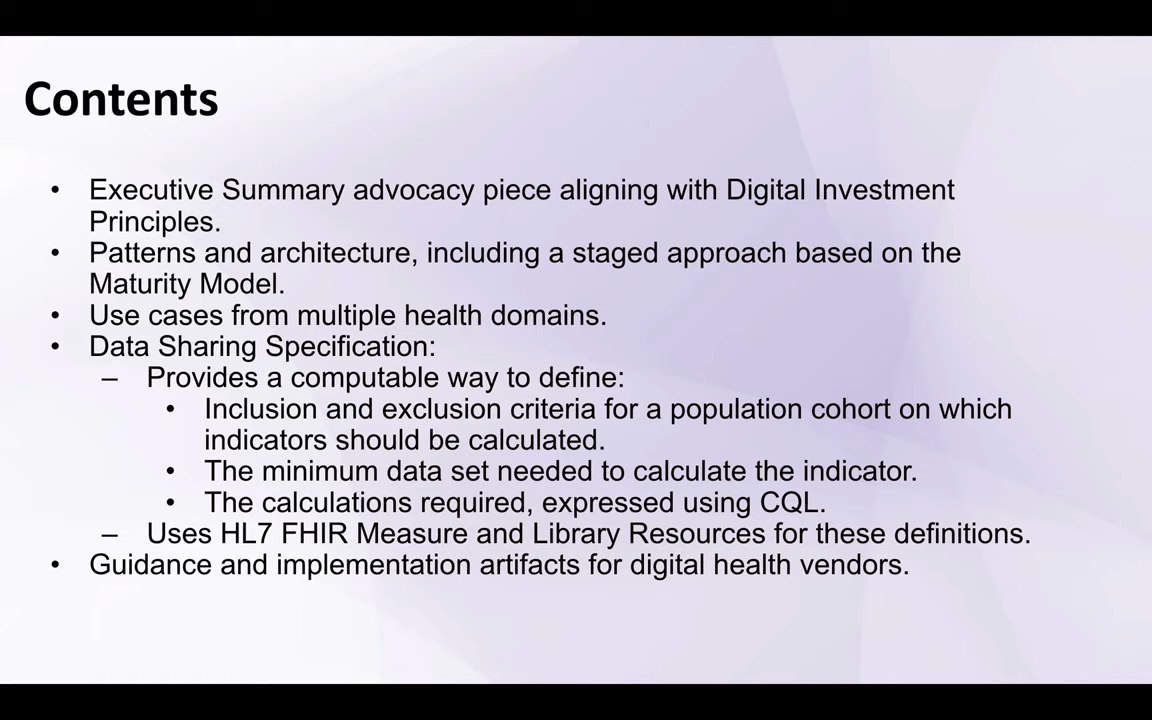 Contents
• Executive Summary advocacy piece aligning with Digital Investment
Principles.
• Patterns and architecture, including a staged approach based on the
Maturity Model.
• Use cases from multiple health domains.
• Data Sharing Specification:
– Provides a computable way to define:
• Inclusion and exclusion criteria for a population cohort on which
indicators should be calculated.
• The minimum data set needed to calculate the indicator.
• The calculations required, expressed using CQL.
– Uses HL7 FHIR Measure and Library Resources for these definitions.
• Guidance and implementation artifacts for digital health vendors.